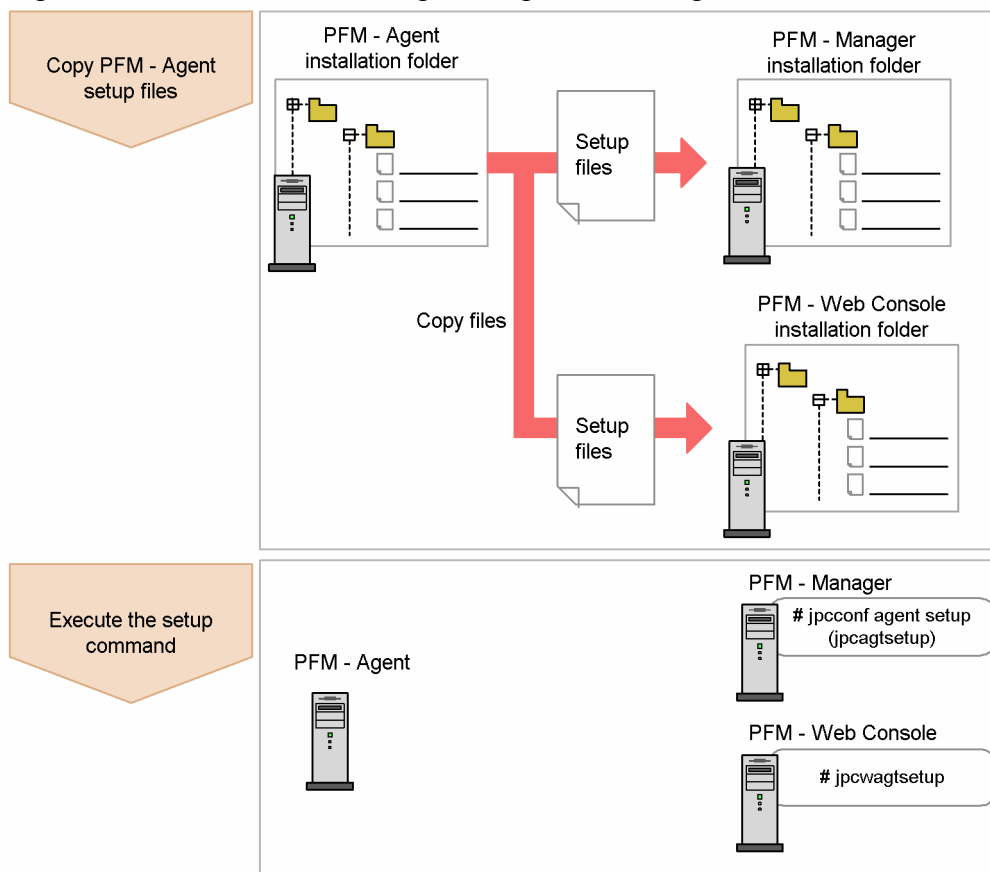 Copy PFM - Agent
setup files
PFM - Agent
installation folder
PFM - Manager
installation folder
Setup
files
Copy files
PFM - Web Console
installation folder
Setup
files
Execute the setup
command
PFM - Agent
PFM - Manager
# jpcconf agent setup
(jpcagtsetup)
PFM - Web Console
# jpcwagtsetup